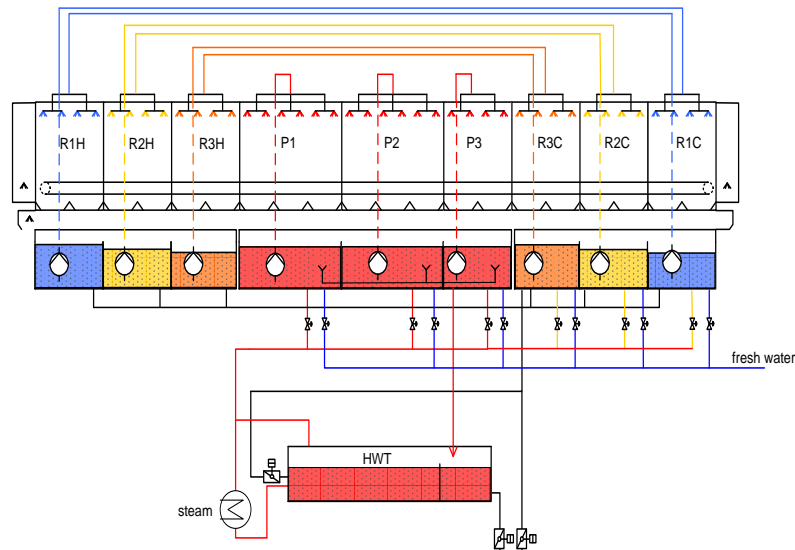 R1H R2H R3H P1 P2 P3 R3C R2C R1C
fresh water
HWT
steam